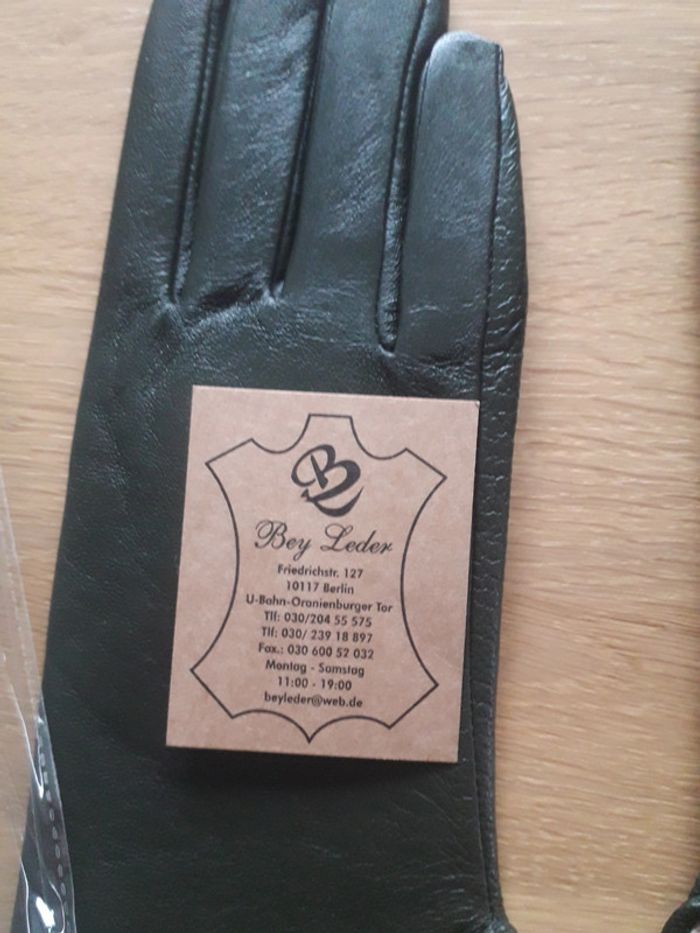 BL
Bey Leder
Friedrichstr. 127
10117 Berlin
U-Bahn-Oranienburger Tor
Tlf: 030/204 55 575
Tlf: 030/ 239 18 897
Fax.: 030 600 52 032
Montag - Samstag
11:00 - 19:00
beyleder@web.de